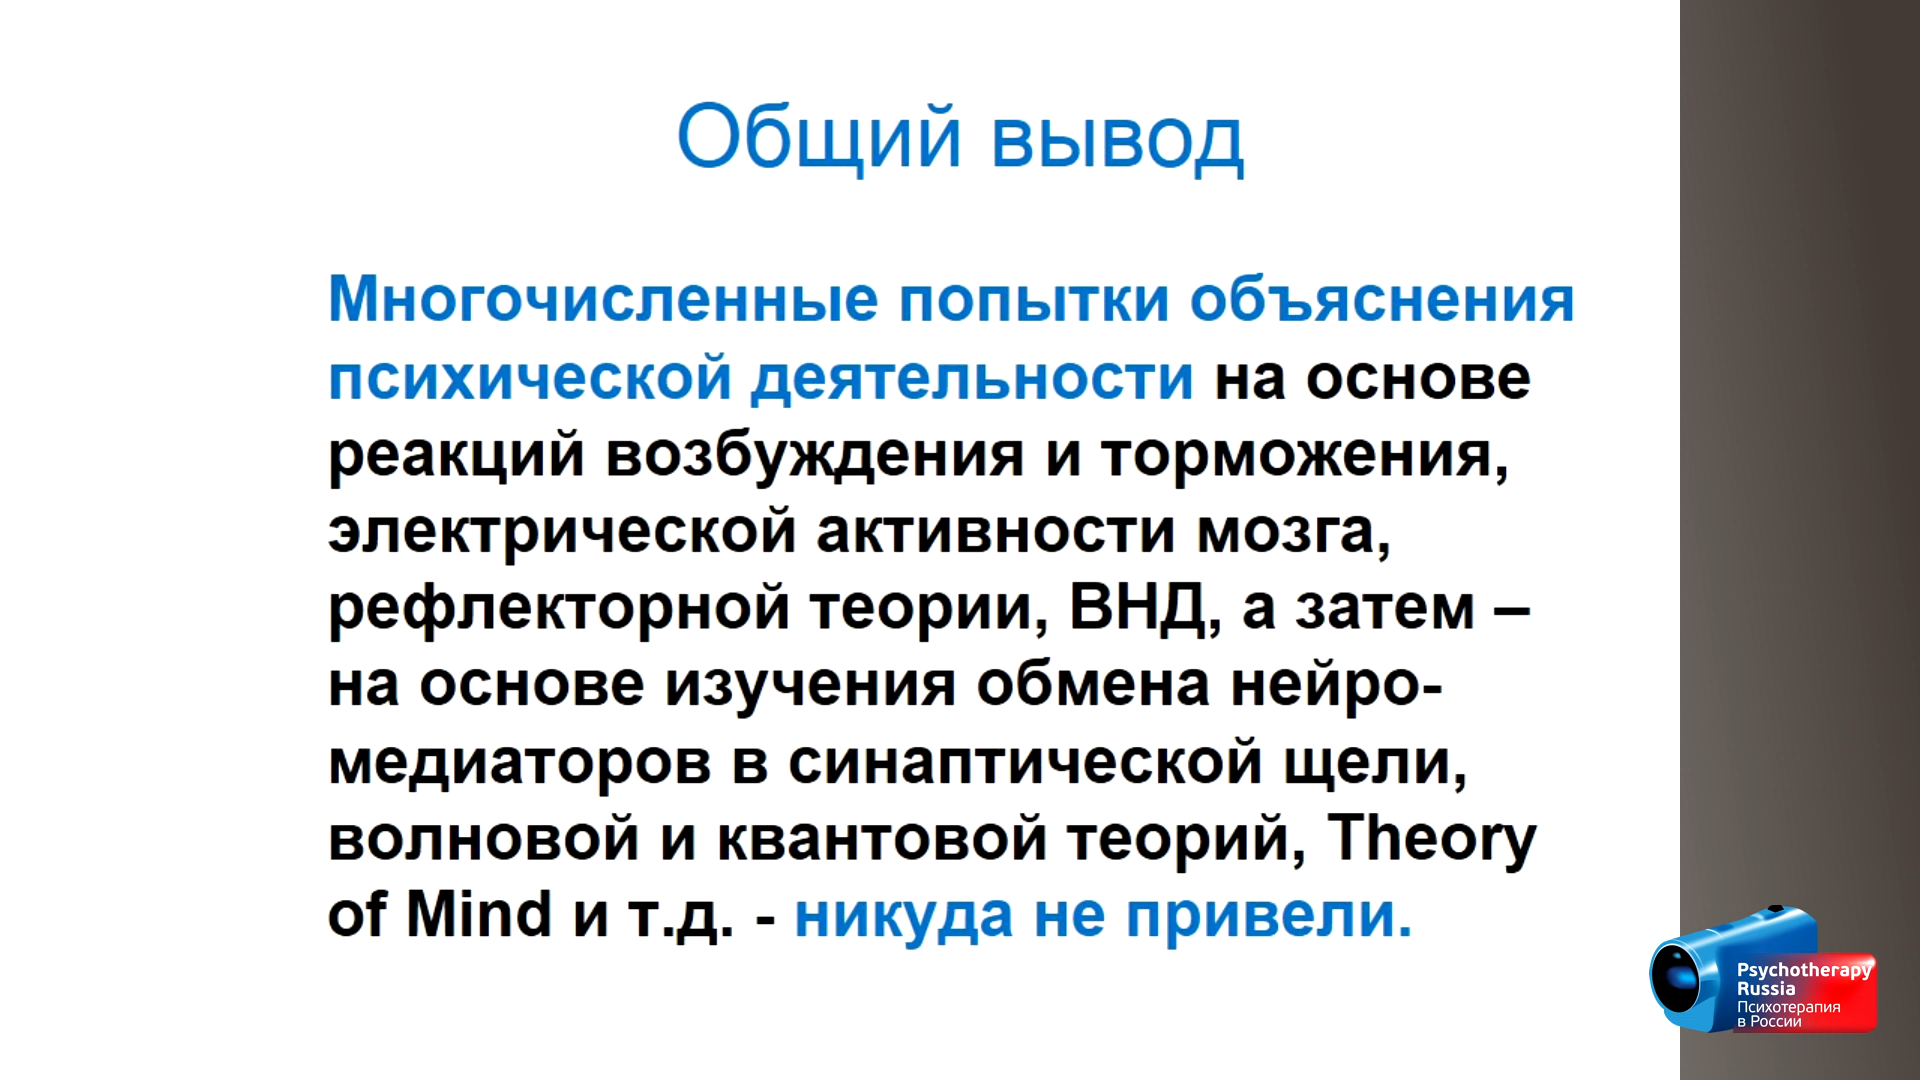 Общий вывод
Многочисленные попытки объяснения
психической деятельности на основе
реакций возбуждения и торможения,
электрической активности мозга,
рефлекторной теории, ВНД, а затем –
на основе изучения обмена нейро-
медиаторов в синаптической щели,
волновой и квантовой теорий, Theory
of Mind и т.д. - никуда не привели.
Psychotherapy
Russia
Психотерапия
в России